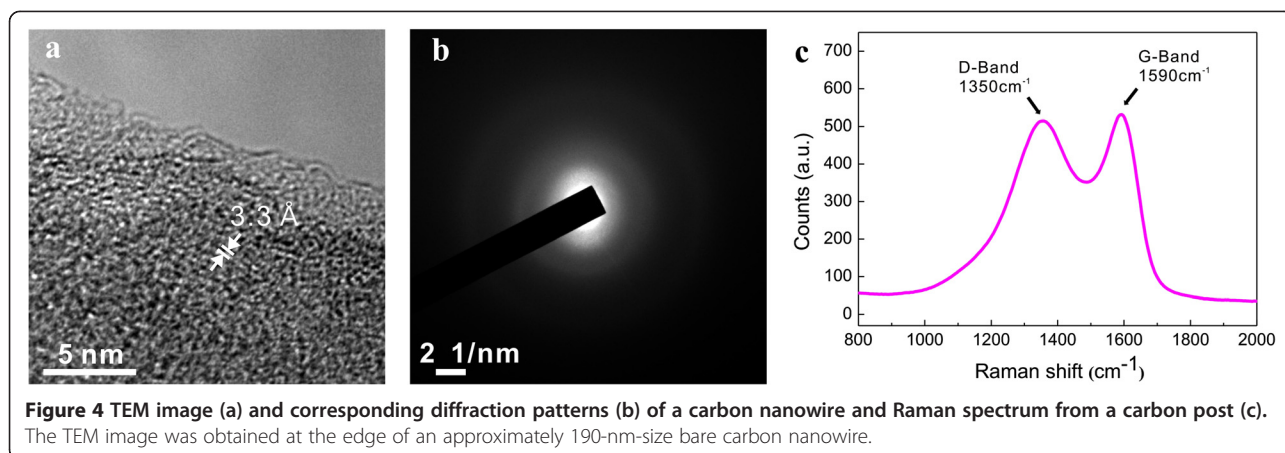 a
3.3 Å
5 nm
b
2 1/nm
c
700
600
500
400
300
200
100
0
Counts (a.u.)
D-Band
1350cm⁻¹
G-Band
1590cm⁻¹
800 1000 1200 1400 1600 1800 2000
Raman shift (cm⁻¹)
Figure 4 TEM image (a) and corresponding diffraction patterns (b) of a carbon nanowire and Raman spectrum from a carbon post (c).
The TEM image was obtained at the edge of an approximately 190-nm-size bare carbon nanowire.